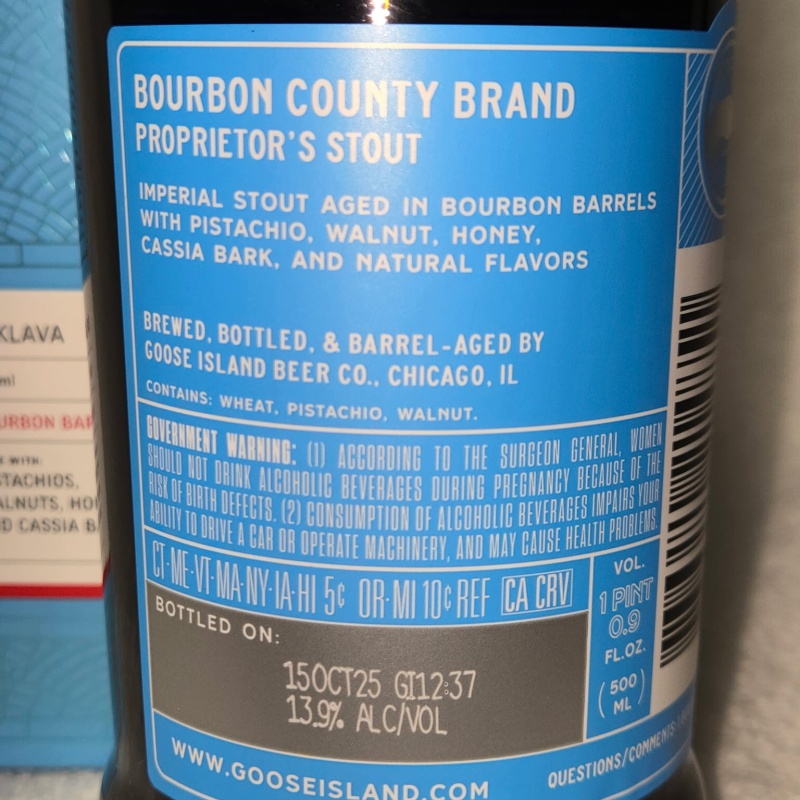 BOURBON COUNTY BRAND
PROPRIETOR'S STOUT
IMPERIAL STOUT AGED IN BOURBON BARRELS
WITH PISTACHIO, WALNUT, HONEY,
CASSIA BARK, AND NATURAL FLAVORS
BREWED, BOTTLED, & BARREL-AGED BY
GOOSE ISLAND BEER CO., CHICAGO, IL
CONTAINS: WHEAT, PISTACHIO, WALNUT.
GOVERNMENT WARNING: (1) ACCORDING TO THE SURGEON GENERAL, WOMEN
SHOULD NOT DRINK ALCOHOLIC BEVERAGES DURING PREGNANCY BECAUSE OF THE
RISK OF BIRTH DEFECTS. (2) CONSUMPTION OF ALCOHOLIC BEVERAGES IMPAIRS YOUR
ABILITY TO DRIVE A CAR OR OPERATE MACHINERY, AND MAY CAUSE HEALTH PROBLEMS.
CT·ME·VT·MA·NY·IA·HI 5¢ OR·MI 10¢ REF CA CRV
BOTTLED ON:
15OCT25 GI12:37
13.9% ALC/VOL
VOL.
1 PINT
0.9
FL.OZ.
(500
ML)
WWW.GOOSEISLAND.COM
QUESTIONS/COMMENTS:
KLAVA
ml
URBON BAR
WITH:
STACHIOS,
ALNUTS, HO
D CASSIA BA